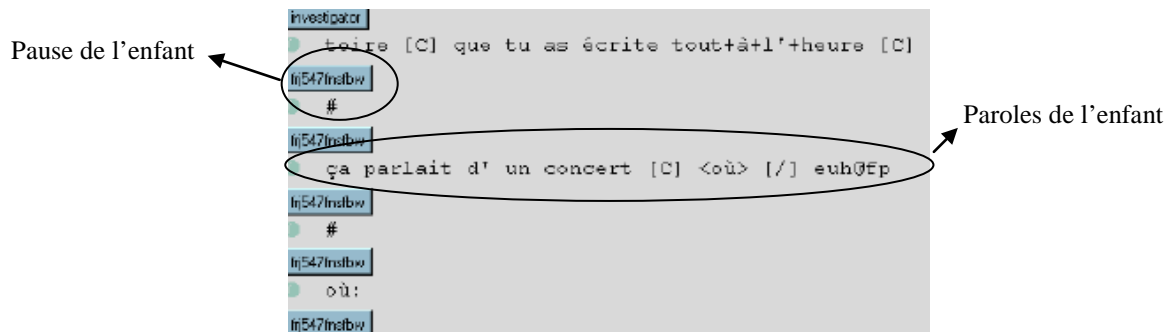 investigator
toire [C] que tu as écrite tout+à+l'+heure [C]
Pause de l'enfant
frj547fnsfbw
#
Paroles de l'enfant
frj547fnsfbw
ça parlait d' un concert [C] <où> [/] euh@fp
frj547fnsfbw
#
frj547fnsfbw
où:
frj547fnsfbw